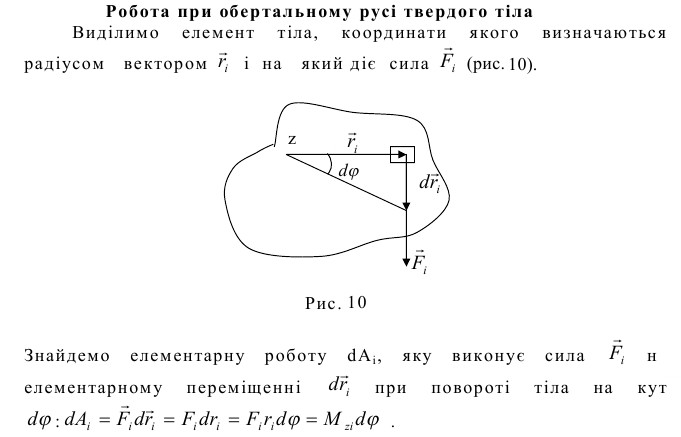 Робота при обертальному русі твердого тіла
Виділимо елемент тіла, координати якого визначаються
радіусом вектором $\vec{r}_i$ і на який діє сила $\vec{F}_i$ (рис. 10).
z
$\vec{r}_i$
$d\varphi$
$d\vec{r}_i$
$\vec{F}_i$
Рис. 10
Знайдемо елементарну роботу dA$_i$, яку виконує сила $\vec{F}_i$ н
елементарному переміщенні $d\vec{r}_i$ при повороті тіла на кут
$d\varphi$ : $dA_i = \vec{F}_i d\vec{r}_i = F_i dr_i = F_i r_i d\varphi = M_{zi} d\varphi$ .